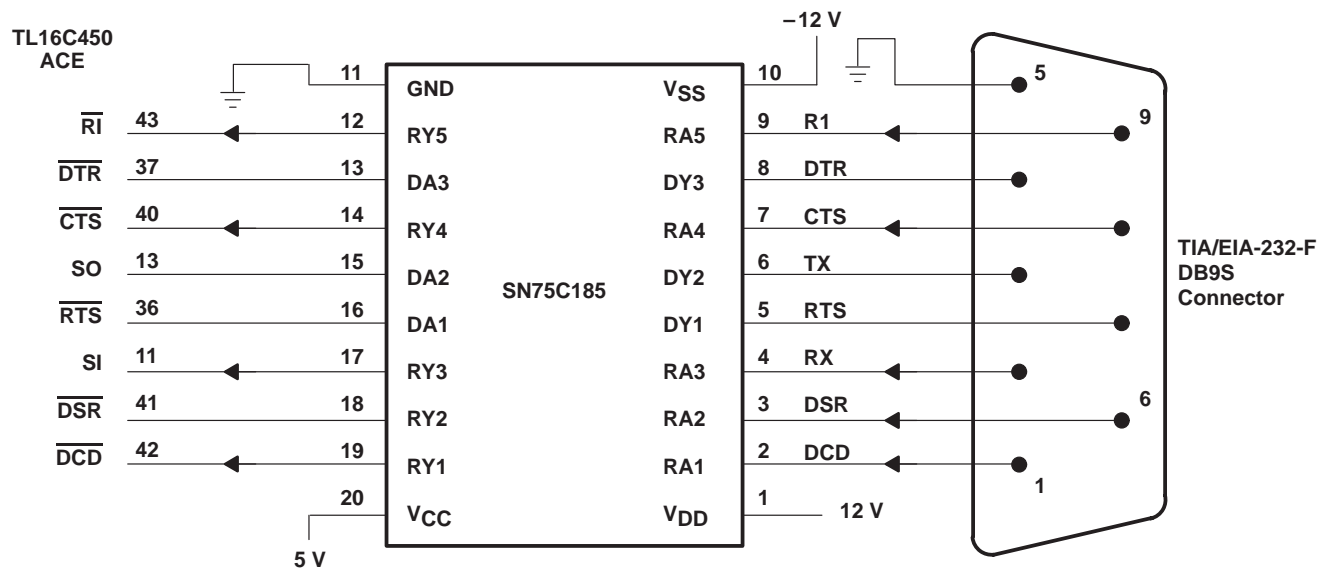 TL16C450
ACE
–12 V
11 GND VSS 10 5
RI 43 12 RY5 RA5 9 R1 9
DTR 37 13 DA3 DY3 8 DTR
CTS 40 14 RY4 RA4 7 CTS
SO 13 15 DA2 DY2 6 TX
SN75C185
TIA/EIA-232-F
DB9S
Connector
RTS 36 16 DA1 DY1 5 RTS
SI 11 17 RY3 RA3 4 RX
DSR 41 18 RY2 RA2 3 DSR 6
DCD 42 19 RY1 RA1 2 DCD 1
20 VCC VDD 1 12 V
5 V